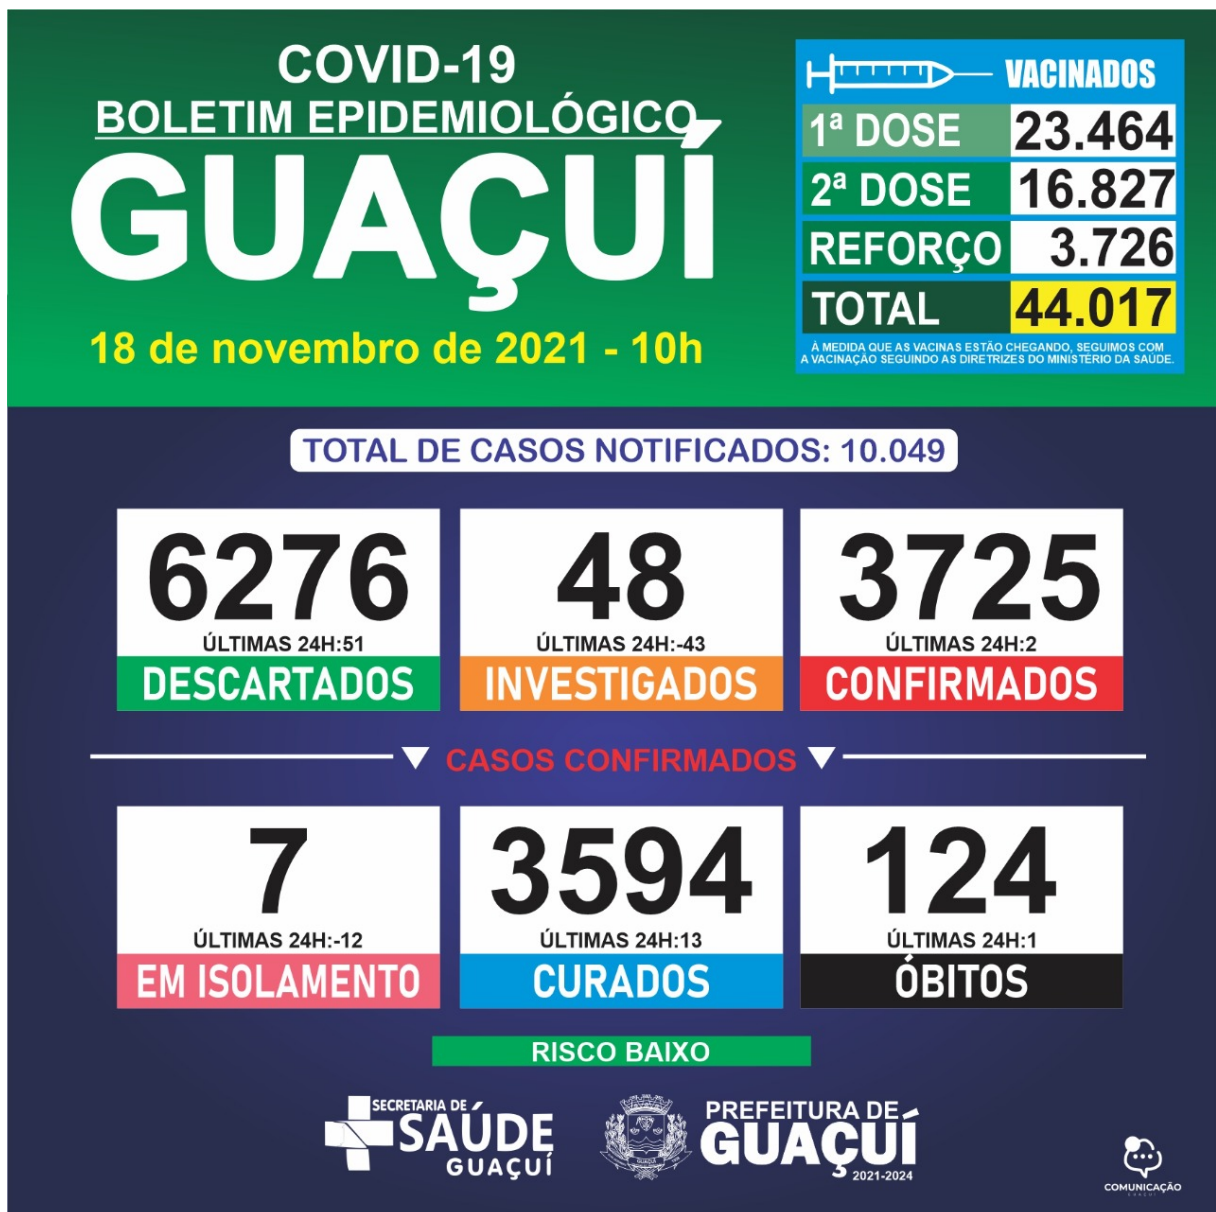 COVID-19
BOLETIM EPIDEMIOLÓGICO
GUAÇUÍ
18 de novembro de 2021 - 10h
VACINADOS
1ª DOSE 23.464
2ª DOSE 16.827
REFORÇO 3.726
TOTAL 44.017
À MEDIDA QUE AS VACINAS ESTÃO CHEGANDO, SEGUIMOS COM
A VACINAÇÃO SEGUINDO AS DIRETRIZES DO MINISTÉRIO DA SAÚDE.
TOTAL DE CASOS NOTIFICADOS: 10.049
6276
ÚLTIMAS 24H:51
DESCARTADOS
48
ÚLTIMAS 24H:-43
INVESTIGADOS
3725
ÚLTIMAS 24H:2
CONFIRMADOS
CASOS CONFIRMADOS
7
ÚLTIMAS 24H:-12
EM ISOLAMENTO
3594
ÚLTIMAS 24H:13
CURADOS
124
ÚLTIMAS 24H:1
ÓBITOS
RISCO BAIXO
SECRETARIA DE
SAÚDE
GUAÇUÍ
PREFEITURA DE
GUAÇUÍ
2021-2024
COMUNICAÇÃO